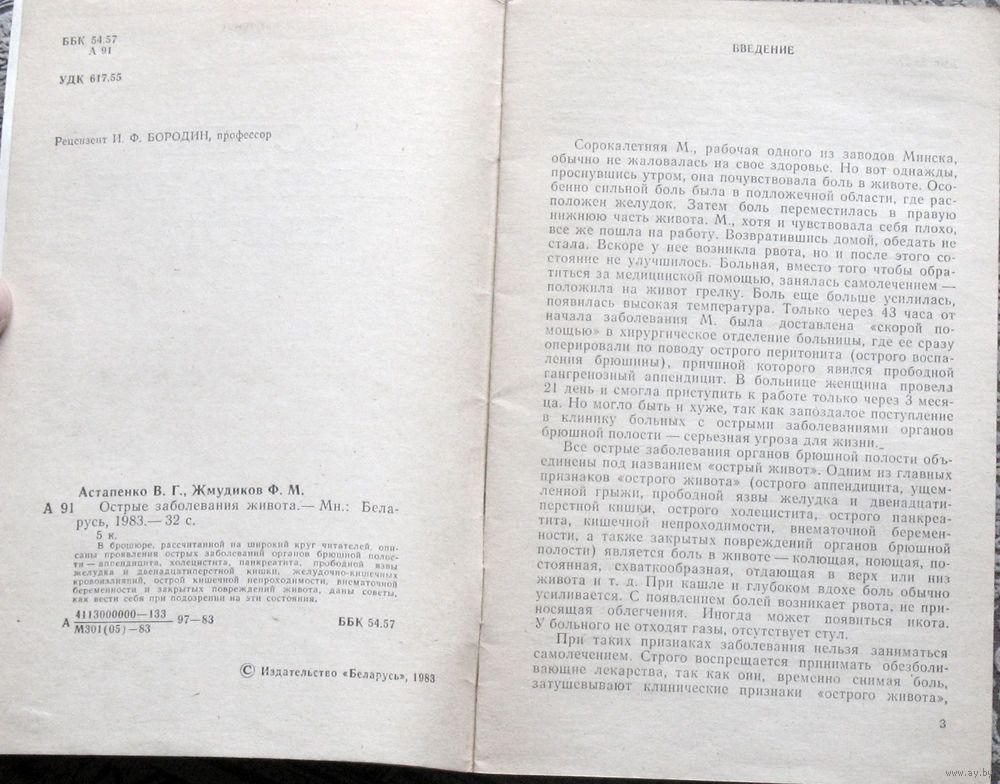 ББК 54.57
А 91
УДК 617.55
Рецензент И. Ф. БОРОДИН, профессор
Астапенко В. Г., Жмудиков Ф. М.
А 91 Острые заболевания живота.— Мн.: Бела-
русь, 1983.— 32 с.
5 к.
В брошюре, рассчитанной на широкий круг читателей, опи-
саны проявления острых заболеваний органов брюшной полос-
ти — аппендицита, холецистита, панкреатита, прободной язвы
желудка и двенадцатиперстной кишки, желудочно-кишечных
кровоизлияний, острой кишечной непроходимости, внематочной
беременности и закрытых повреждений живота, даны советы,
как вести себя при подозрении на эти состояния.
А 4113000000—133 97—83
М301(05)—83
ББК 54.57
© Издательство «Беларусь», 1983
ВВЕДЕНИЕ
Сорокалетняя М., рабочая одного из заводов Минска,
обычно не жаловалась на свое здоровье. Но вот однажды,
проснувшись утром, она почувствовала боль в животе. Осо-
бенно сильной боль была в подложечной области, где рас-
положен желудок. Затем боль переместилась в правую
нижнюю часть живота. М., хотя и чувствовала себя плохо,
все же пошла на работу. Возвратившись домой, обедать не
стала. Вскоре у нее возникла рвота, но и после этого со-
стояние не улучшилось. Больная, вместо того чтобы обра-
титься за медицинской помощью, занялась самолечением —
положила на живот грелку. Боль еще больше усилилась,
появилась высокая температура. Только через 43 часа от
начала заболевания М. была доставлена «скорой по-
мощью» в хирургическое отделение больницы, где ее сразу
оперировали по поводу острого перитонита (острого воспа-
ления брюшины), причиной которого явился прободной
гангренозный аппендицит. В больнице женщина провела
21 день и смогла приступить к работе только через 3 меся-
ца. Но могло быть и хуже, так как запоздалое поступление
в клинику больных с острыми заболеваниями органов
брюшной полости — серьезная угроза для жизни.
Все острые заболевания органов брюшной полости объ-
единены под названием «острый живот». Одним из главных
признаков «острого живота» (острого аппендицита, ущем-
ленной грыжи, прободной язвы желудка и двенадцати-
перстной кишки, острого холецистита, острого панкреа-
тита, кишечной непроходимости, внематочной беремен-
ности, а также закрытых повреждений органов брюшной
полости) является боль в животе — колющая, ноющая, по-
стоянная, схваткообразная, отдающая в верх или низ
живота и т. д. При кашле и глубоком вдохе боль обычно
усиливается. С появлением болей возникает рвота, не при-
носящая облегчения. Иногда может появиться икота.
У больного не отходят газы, отсутствует стул.
При таких признаках заболевания нельзя заниматься
самолечением. Строго воспрещается принимать обезболи-
вающие лекарства, так как они, временно снимая боль,
затушевывают клинические признаки «острого живота»,
3
www.ay.by